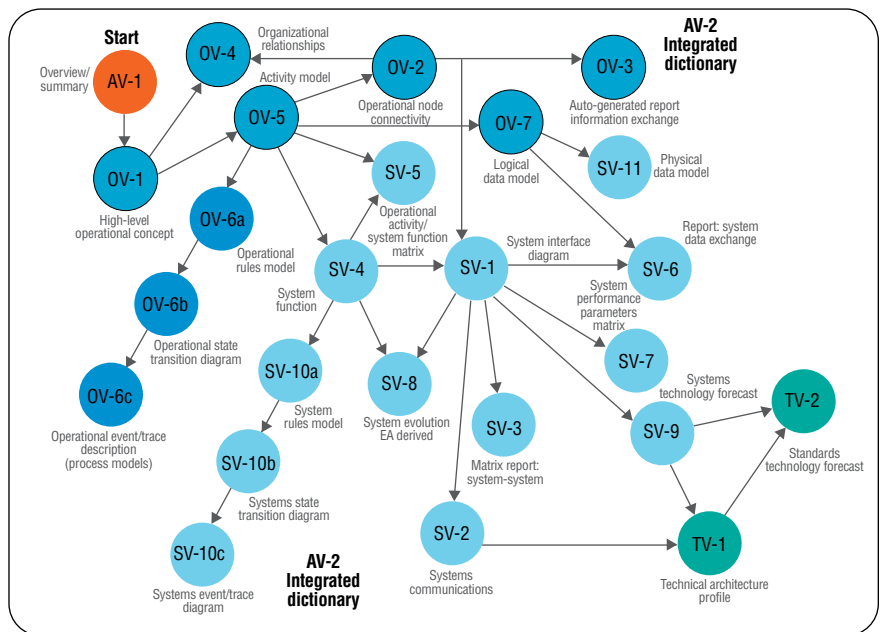 Start
OV-4
Organizational
relationships
AV-2
Integrated
dictionary
Overview/
summary
AV-1
Activity model
OV-2
OV-3
OV-5
Operational node
connectivity
Auto-generated report
information exchange
OV-7
OV-1
SV-5
Logical
data model
SV-11
Physical
data model
High-level
operational concept
OV-6a
Operational
activity/
system function
matrix
Operational
rules model
System interface
diagram
Report: system
data exchange
SV-4
SV-1
SV-6
System
function
System
performance
parameters
matrix
OV-6b
Operational state
transition diagram
SV-10a
SV-8
SV-7
OV-6c
System
rules model
Systems
technology forecast
TV-2
Operational event/trace
description
(process models)
System evolution
EA derived
SV-3
SV-9
Matrix report:
system-system
Standards
technology forecast
SV-10b
Systems state
transition diagram
SV-2
TV-1
SV-10c
Systems event/trace
diagram
AV-2
Integrated
dictionary
Systems
communications
Technical architecture
profile